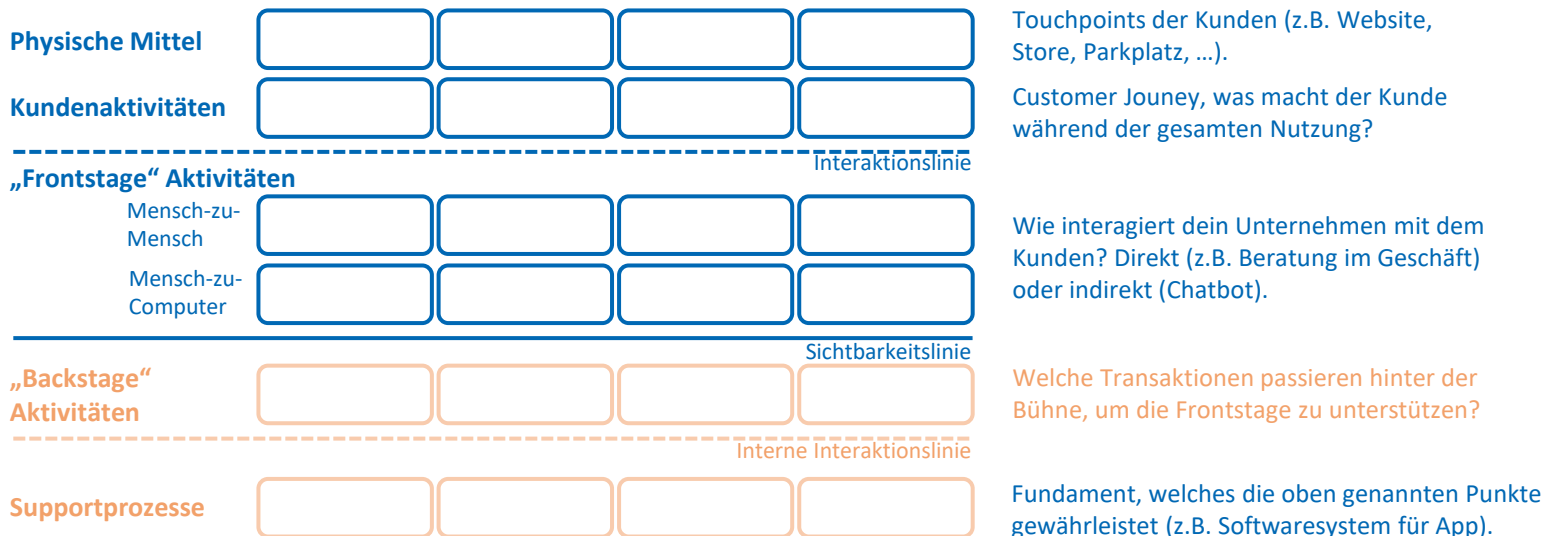 Physische Mittel
Touchpoints der Kunden (z.B. Website,
Store, Parkplatz, …).
Kundenaktivitäten
Customer Jouney, was macht der Kunde
während der gesamten Nutzung?
Interaktionslinie
„Frontstage“ Aktivitäten
Mensch-zu-
Mensch
Mensch-zu-
Computer
Wie interagiert dein Unternehmen mit dem
Kunden? Direkt (z.B. Beratung im Geschäft)
oder indirekt (Chatbot).
Sichtbarkeitslinie
„Backstage“
Aktivitäten
Welche Transaktionen passieren hinter der
Bühne, um die Frontstage zu unterstützen?
Interne Interaktionslinie
Supportprozesse
Fundament, welches die oben genannten Punkte
gewährleistet (z.B. Softwaresystem für App).